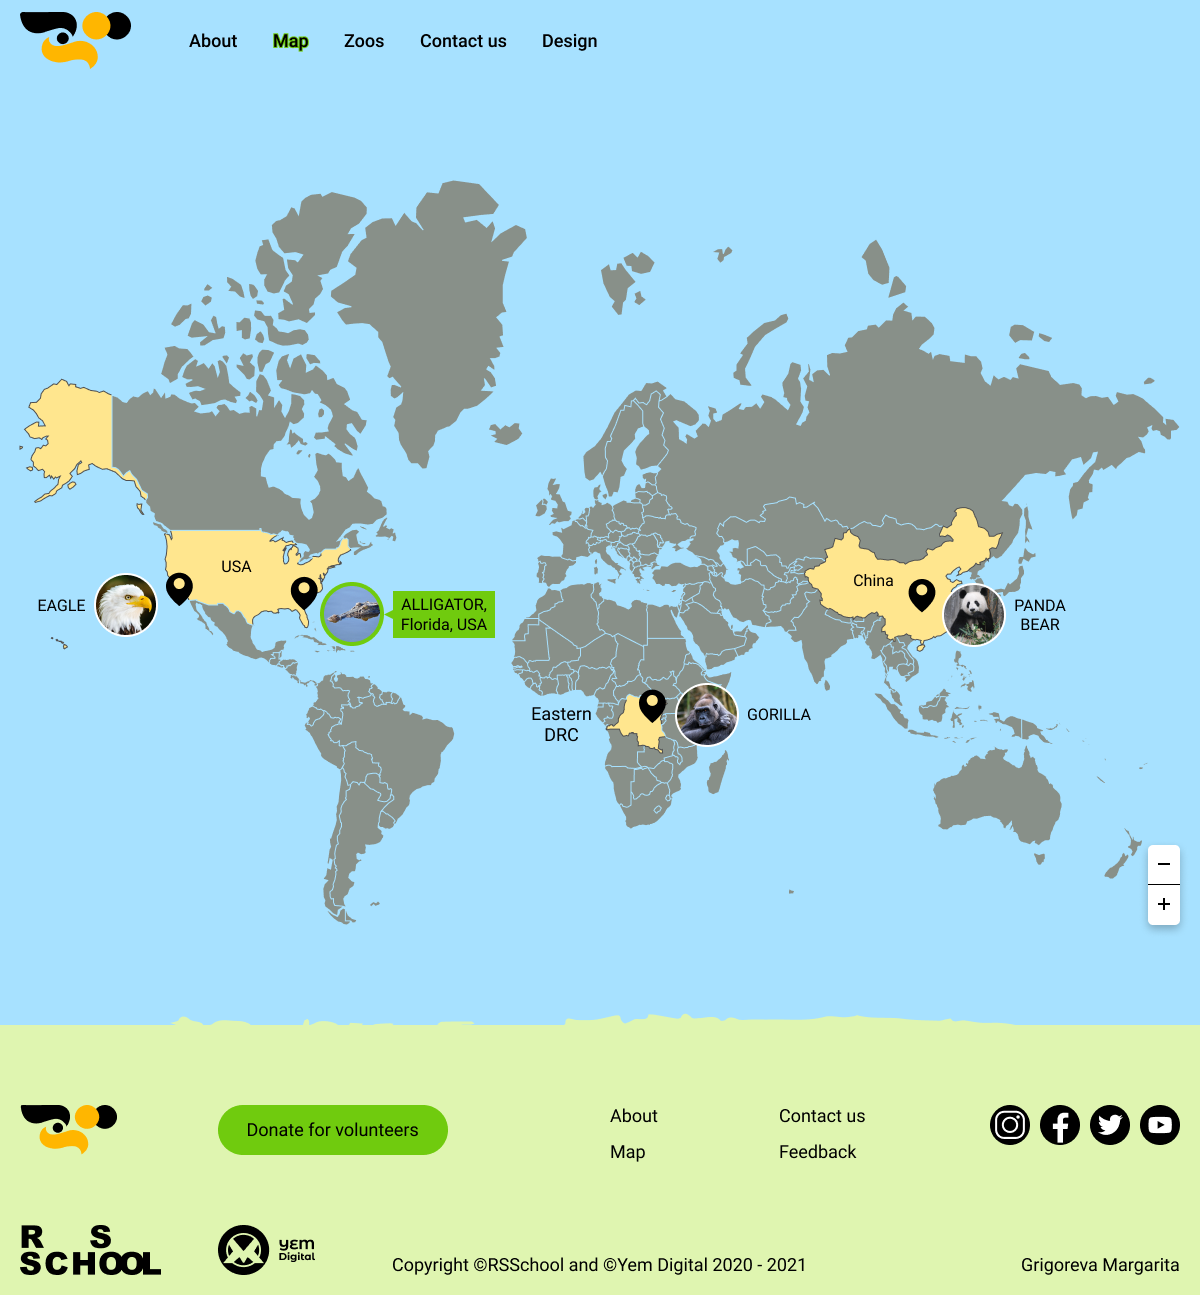 About
Map
Zoos
Contact us
Design
USA
China
EAGLE
ALLIGATOR,
Florida, USA
PANDA
BEAR
Eastern
DRC
GORILLA
−
+
Donate for volunteers
About
Contact us
Map
Feedback
R S
SCHOOL
yem
Digital
Copyright ©RSSchool and ©Yem Digital 2020 - 2021
Grigoreva Margarita